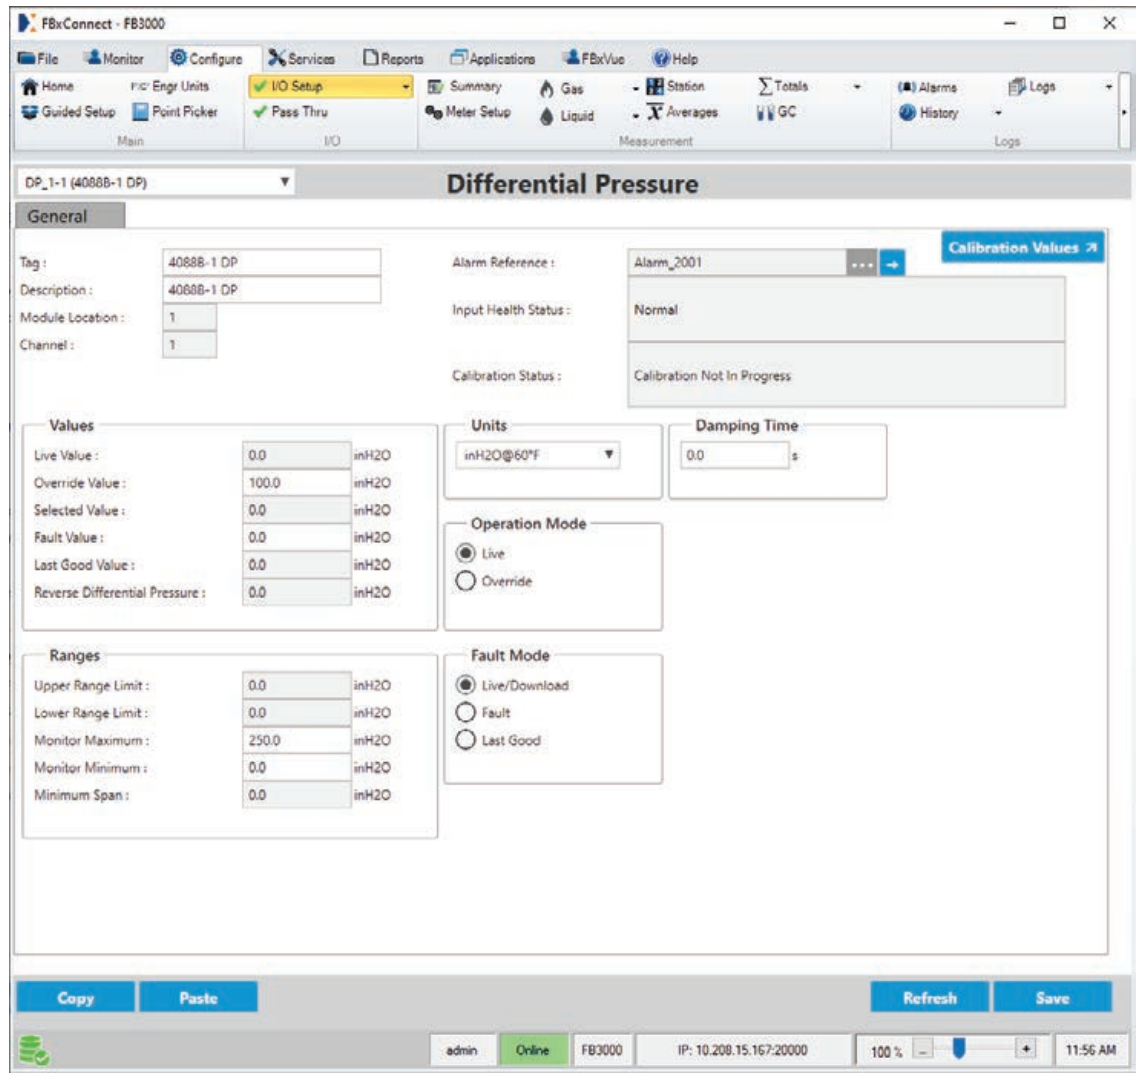 FBxConnect - FB3000
File Monitor Configure Services Reports Applications FBxVue Help
Home Engr Units I/O Setup Summary Gas Station Totals Alarms Logs
Guided Setup Point Picker Pass Thru Meter Setup Liquid Averages GC History
Main I/O Measurement Logs
DP_1-1 (4088B-1 DP) Differential Pressure
General
Calibration Values
Tag : 4088B-1 DP Alarm Reference : Alarm_2001 ...
Description : 4088B-1 DP
Module Location : 1 Input Health Status : Normal
Channel : 1
Calibration Status : Calibration Not In Progress
Values Units Damping Time
Live Value : 0.0 inH2O inH2O@60°F 0.0 s
Override Value : 100.0 inH2O
Selected Value : 0.0 inH2O
Operation Mode
Fault Value : 0.0 inH2O
Live
Last Good Value : 0.0 inH2O
Override
Reverse Differential Pressure : 0.0 inH2O
Ranges Fault Mode
Upper Range Limit : 0.0 inH2O Live/Download
Lower Range Limit : 0.0 inH2O Fault
Monitor Maximum : 250.0 inH2O Last Good
Monitor Minimum : 0.0 inH2O
Minimum Span : 0.0 inH2O
Copy Paste Refresh Save
admin Online FB3000 IP: 10.208.15.167:20000 100 % - + 11:56 AM